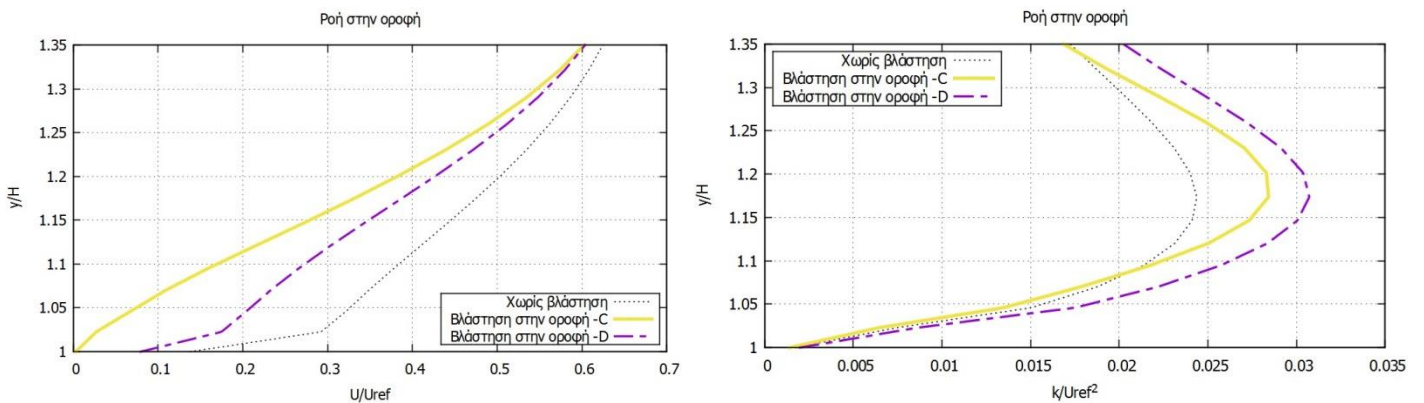 Ροή στην οροφή
y/H
1.35
1.3
1.25
1.2
1.15
1.1
1.05
1
0
0.1
0.2
0.3
0.4
0.5
0.6
0.7
U/Uref
Χωρίς βλάστηση
Βλάστηση στην οροφή -C
Βλάστηση στην οροφή -D
Ροή στην οροφή
y/H
1.35
1.3
1.25
1.2
1.15
1.1
1.05
1
0
0.005
0.01
0.015
0.02
0.025
0.03
0.035
k/Uref²
Χωρίς βλάστηση
Βλάστηση στην οροφή -C
Βλάστηση στην οροφή -D